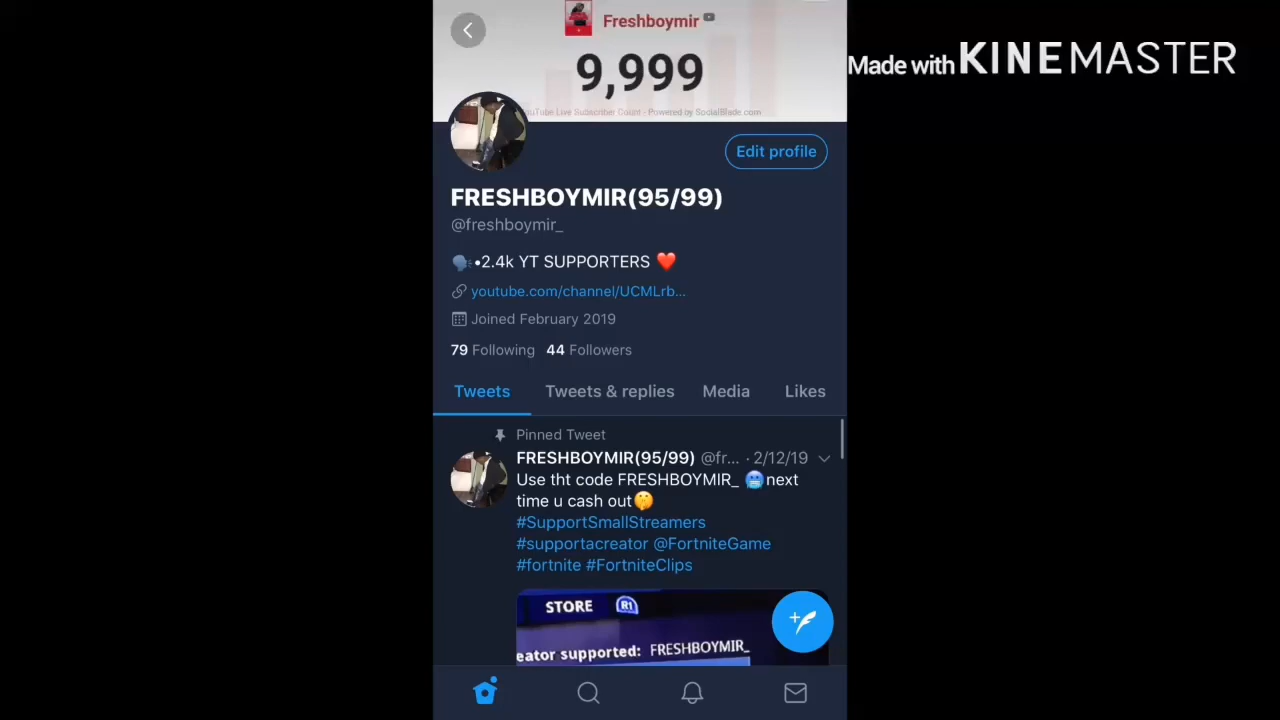 Freshboymir
9,999
YouTube Live Subscriber Count - Powered by SocialBlade.com
Made with KINEMASTER
Edit profile
FRESHBOYMIR(95/99)
@freshboymir_
🗣•2.4k YT SUPPORTERS ❤️
youtube.com/channel/UCMLrb...
Joined February 2019
79 Following 44 Followers
Tweets Tweets & replies Media Likes
Pinned Tweet
FRESHBOYMIR(95/99) @fr... · 2/12/19
Use tht code FRESHBOYMIR_ 🥶next
time u cash out🤫
#SupportSmallStreamers
#supportacreator @FortniteGame
#fortnite #FortniteClips
STORE R1
eator supported: FRESHBOYMIR_